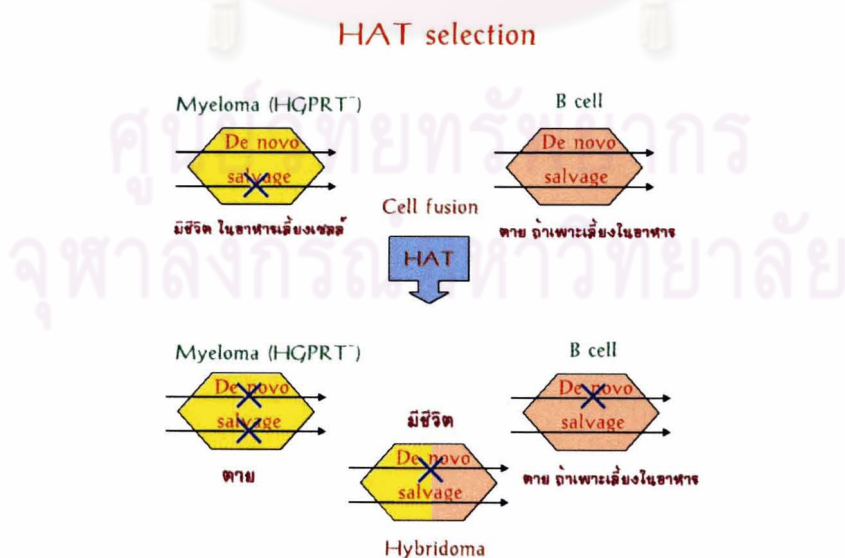 HAT selection
Myeloma (HGPRT⁻)
B cell
De novo
salvage
De novo
salvage
มีชีวิต ในอาหารเลี้ยงเซลล์
Cell fusion
ตาย ถ้าเพาะเลี้ยงในอาหาร
HAT
Myeloma (HGPRT⁻)
B cell
De novo
salvage
De novo
salvage
ตาย
มีชีวิต
De novo
salvage
ตาย ถ้าเพาะเลี้ยงในอาหาร
Hybridoma
ศูนย์วิทยทรัพยากร
จุฬาลงกรณ์มหาวิทยาลัย